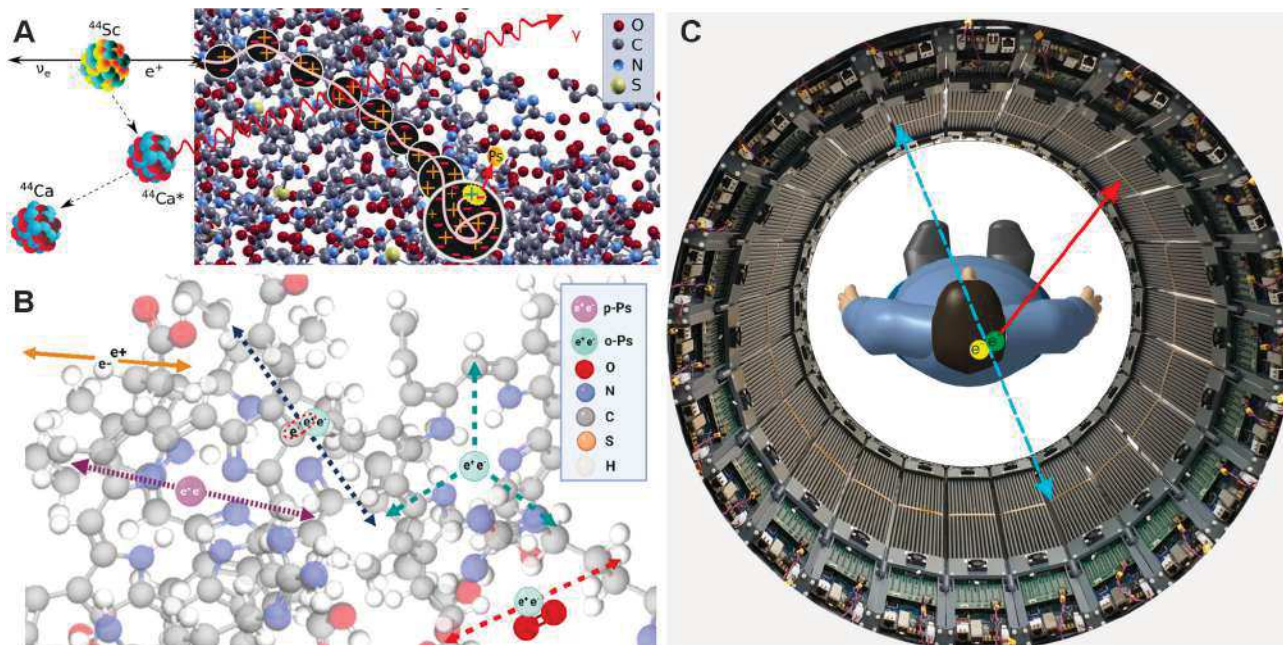 A
⁴⁴Sc
νₑ
e⁺
⁴⁴Ca
⁴⁴Ca*
Ps
γ
O
C
N
S
B
e+
e-
e⁺ e⁻
e⁺ e⁻
e⁺ e⁻
e⁺ e⁻
e⁺ e⁻ p-Ps
e⁺ e⁻ o-Ps
O
N
C
S
H
C
e⁻